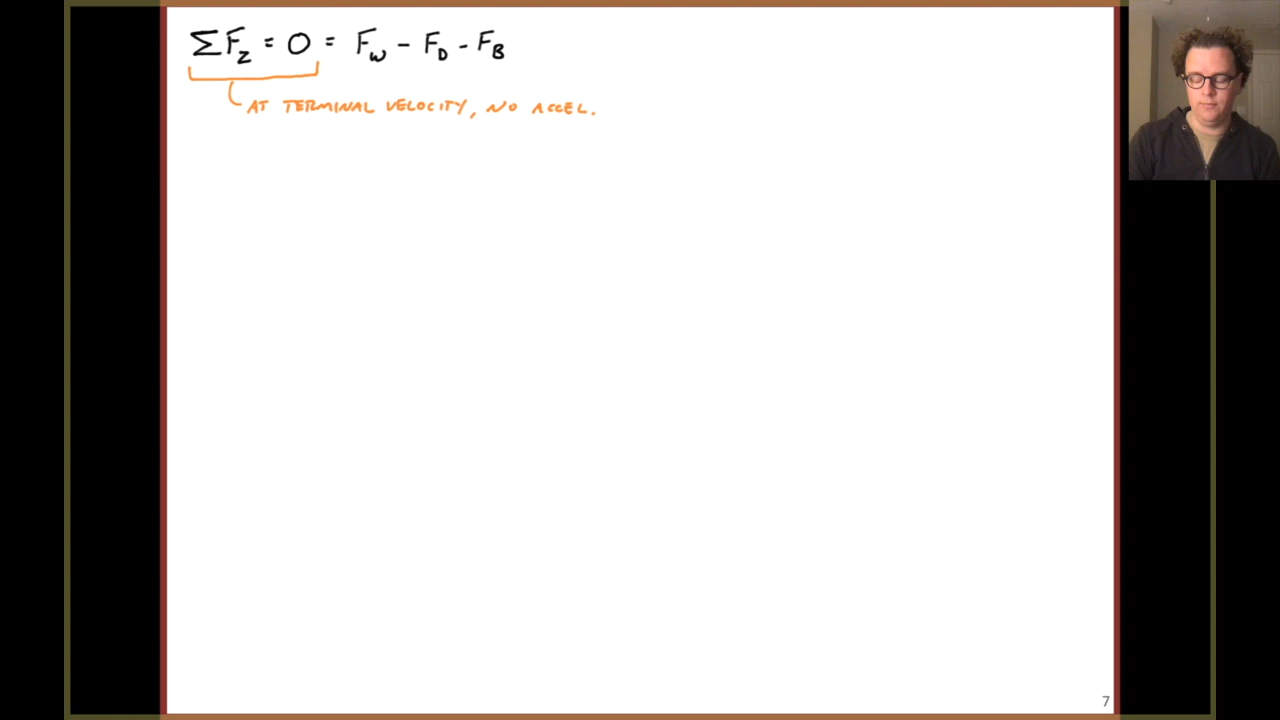 ΣF_z = 0 = F_W - F_D - F_B
AT TERMINAL VELOCITY, NO ACCEL.
7